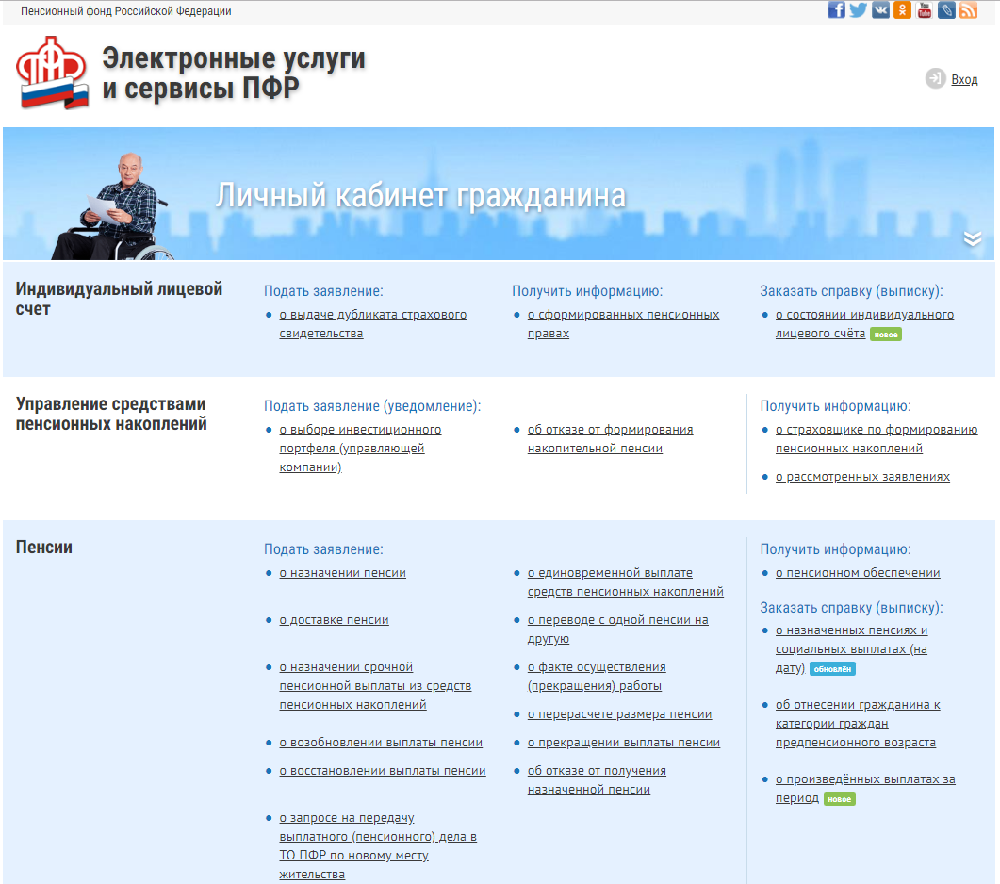 Пенсионный фонд Российской Федерации
You
Tube
ПФР
Электронные услуги
и сервисы ПФР
Вход
Личный кабинет гражданина
Индивидуальный лицевой
счет
Подать заявление:
о выдаче дубликата страхового
свидетельства
Получить информацию:
о сформированных пенсионных
правах
Заказать справку (выписку):
о состоянии индивидуального
лицевого счёта новое
Управление средствами
пенсионных накоплений
Подать заявление (уведомление):
о выборе инвестиционного
портфеля (управляющей
компании)
об отказе от формирования
накопительной пенсии
Получить информацию:
о страховщике по формированию
пенсионных накоплений
о рассмотренных заявлениях
Пенсии
Подать заявление:
о назначении пенсии
о доставке пенсии
о назначении срочной
пенсионной выплаты из средств
пенсионных накоплений
о возобновлении выплаты пенсии
о восстановлении выплаты пенсии
о запросе на передачу
выплатного (пенсионного) дела в
ТО ПФР по новому месту
жительства
о единовременной выплате
средств пенсионных накоплений
о переводе с одной пенсии на
другую
о факте осуществления
(прекращения) работы
о перерасчете размера пенсии
о прекращении выплаты пенсии
об отказе от получения
назначенной пенсии
Получить информацию:
о пенсионном обеспечении
Заказать справку (выписку):
о назначенных пенсиях и
социальных выплатах (на
дату) обновлён
об отнесении гражданина к
категории граждан
предпенсионного возраста
о произведённых выплатах за
период новое